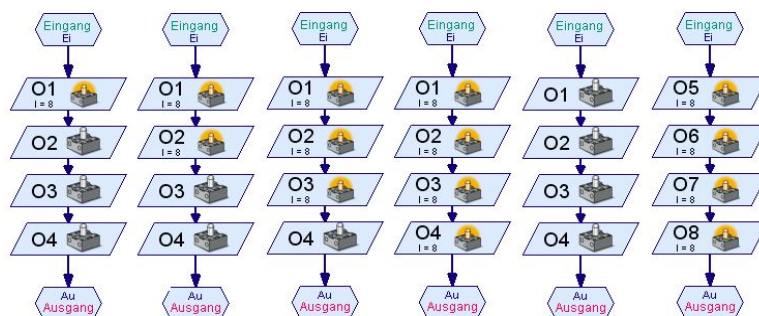 Eingang
Ei
O1
I = 8
O2
O3
O4
Au
Ausgang
Eingang
Ei
O1
I = 8
O2
I = 8
O3
O4
Au
Ausgang
Eingang
Ei
O1
I = 8
O2
I = 8
O3
I = 8
O4
Au
Ausgang
Eingang
Ei
O1
I = 8
O2
I = 8
O3
I = 8
O4
I = 8
Au
Ausgang
Eingang
Ei
O1
O2
O3
O4
Au
Ausgang
Eingang
Ei
O5
I = 8
O6
I = 8
O7
I = 8
O8
I = 8
Au
Ausgang